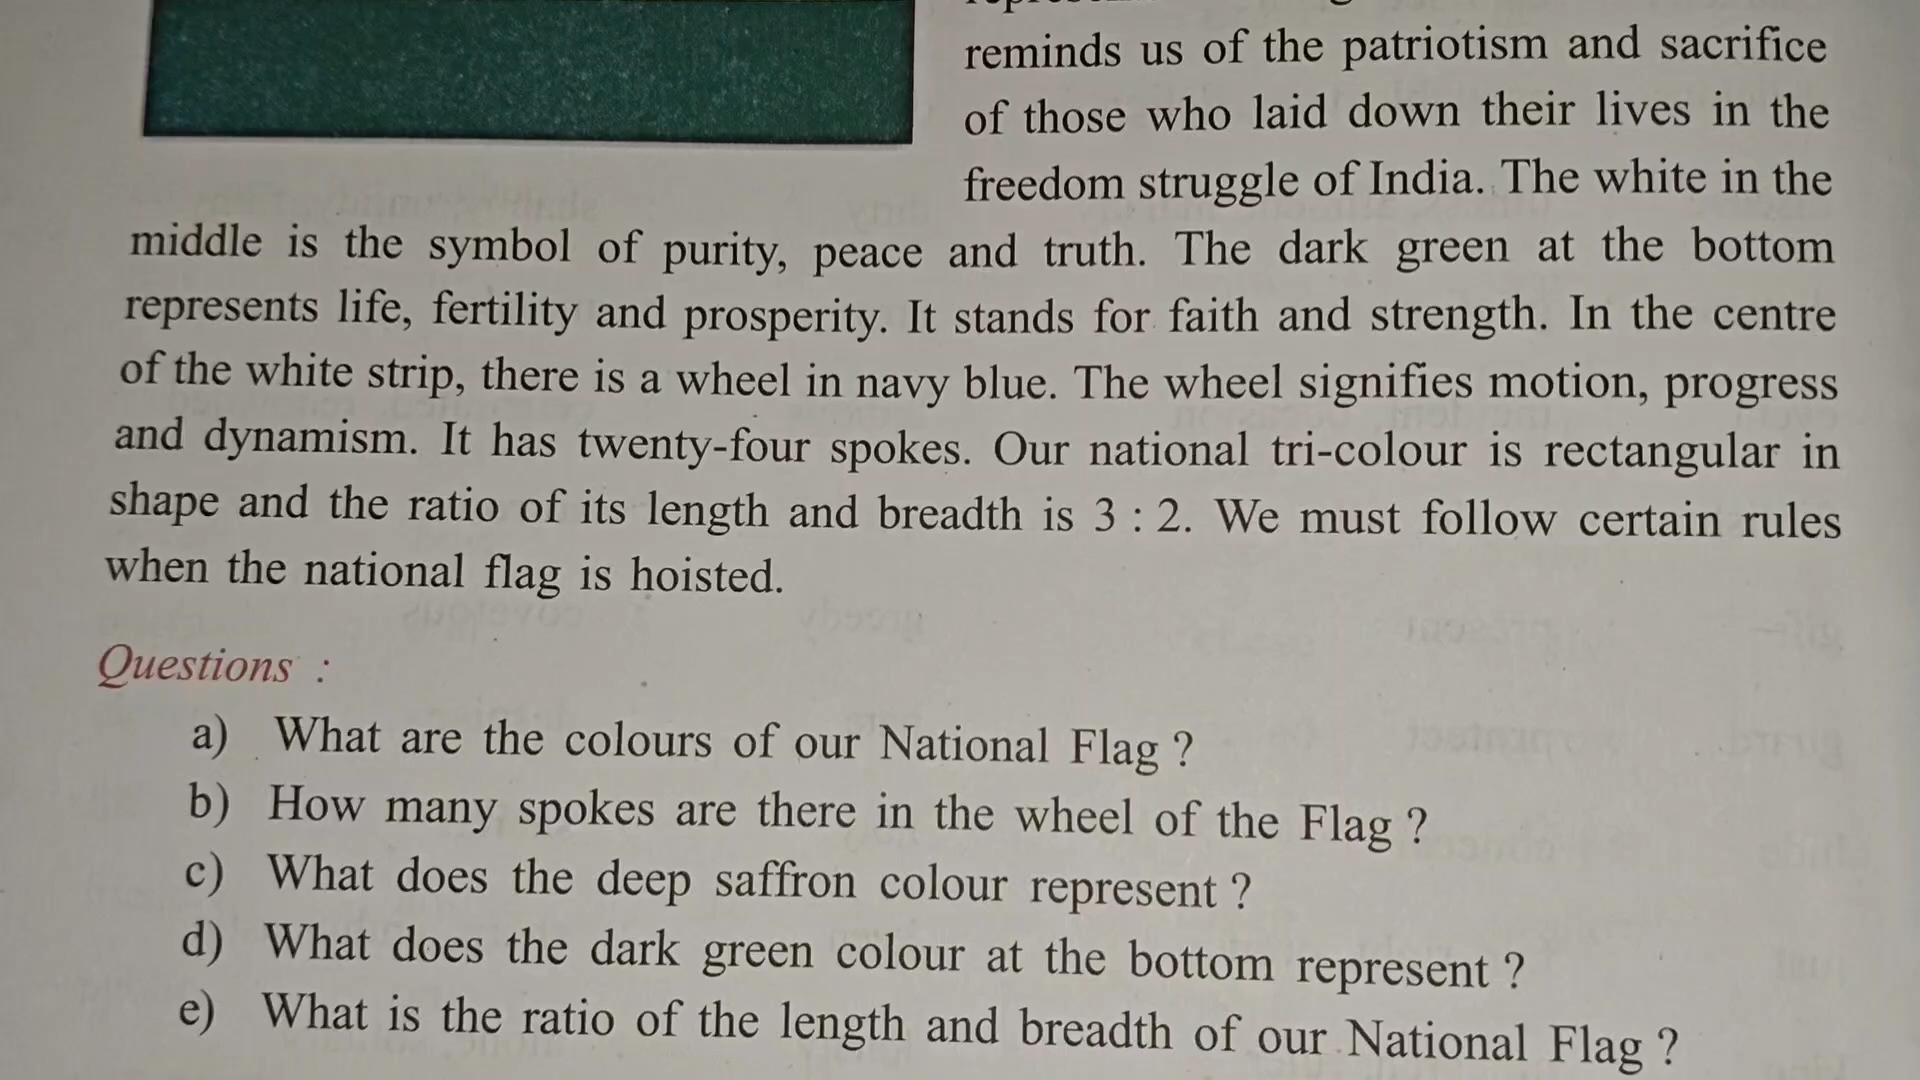 reminds us of the patriotism and sacrifice
of those who laid down their lives in the
freedom struggle of India. The white in the
middle is the symbol of purity, peace and truth. The dark green at the bottom
represents life, fertility and prosperity. It stands for faith and strength. In the centre
of the white strip, there is a wheel in navy blue. The wheel signifies motion, progress
and dynamism. It has twenty-four spokes. Our national tri-colour is rectangular in
shape and the ratio of its length and breadth is 3 : 2. We must follow certain rules
when the national flag is hoisted.
Questions :
a) What are the colours of our National Flag ?
b) How many spokes are there in the wheel of the Flag ?
c) What does the deep saffron colour represent ?
d) What does the dark green colour at the bottom represent ?
e) What is the ratio of the length and breadth of our National Flag ?